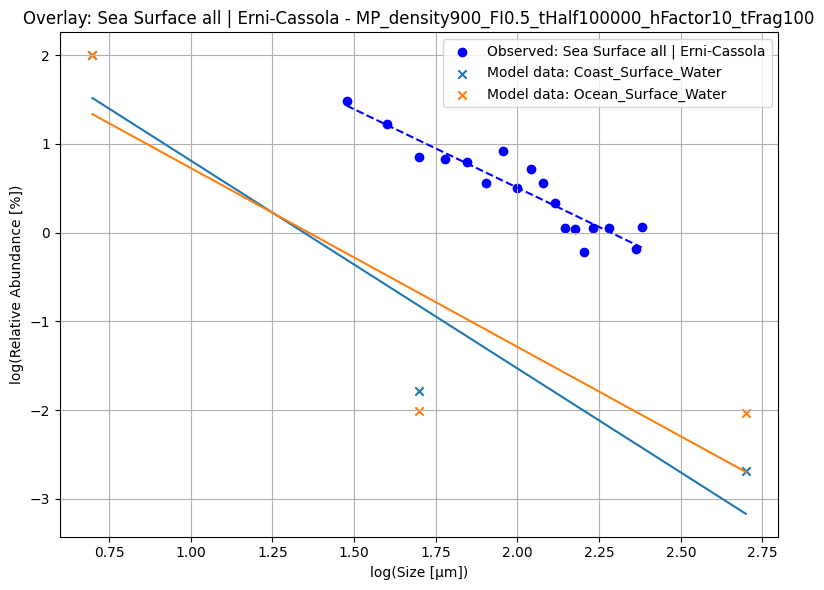 Overlay: Sea Surface all | Erni-Cassola - MP_density900_FI0.5_tHalf100000_hFactor10_tFrag100
Observed: Sea Surface all | Erni-Cassola
Model data: Coast_Surface_Water
Model data: Ocean_Surface_Water
log(Relative Abundance [%])
2
1
0
−1
−2
−3
0.75 1.00 1.25 1.50 1.75 2.00 2.25 2.50 2.75
log(Size [μm])